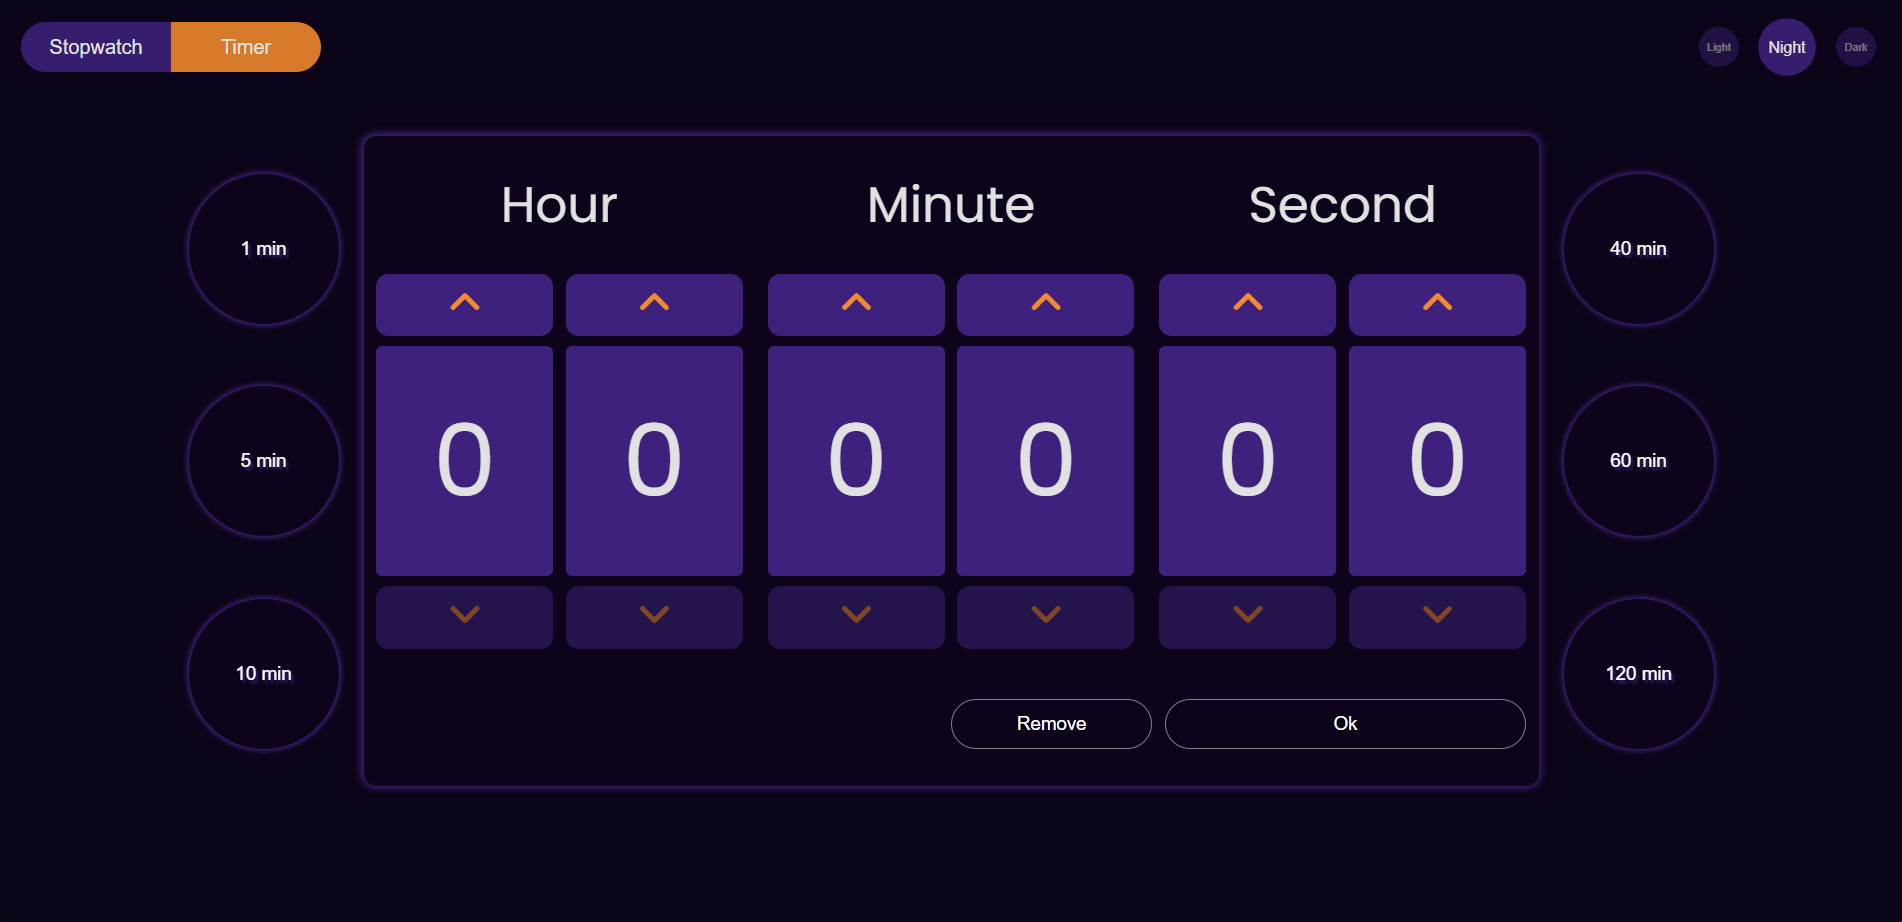 Stopwatch Timer
Light Night Dark
Hour Minute Second
1 min
40 min
0 0 0 0 0 0
5 min
60 min
10 min
120 min
Remove Ok